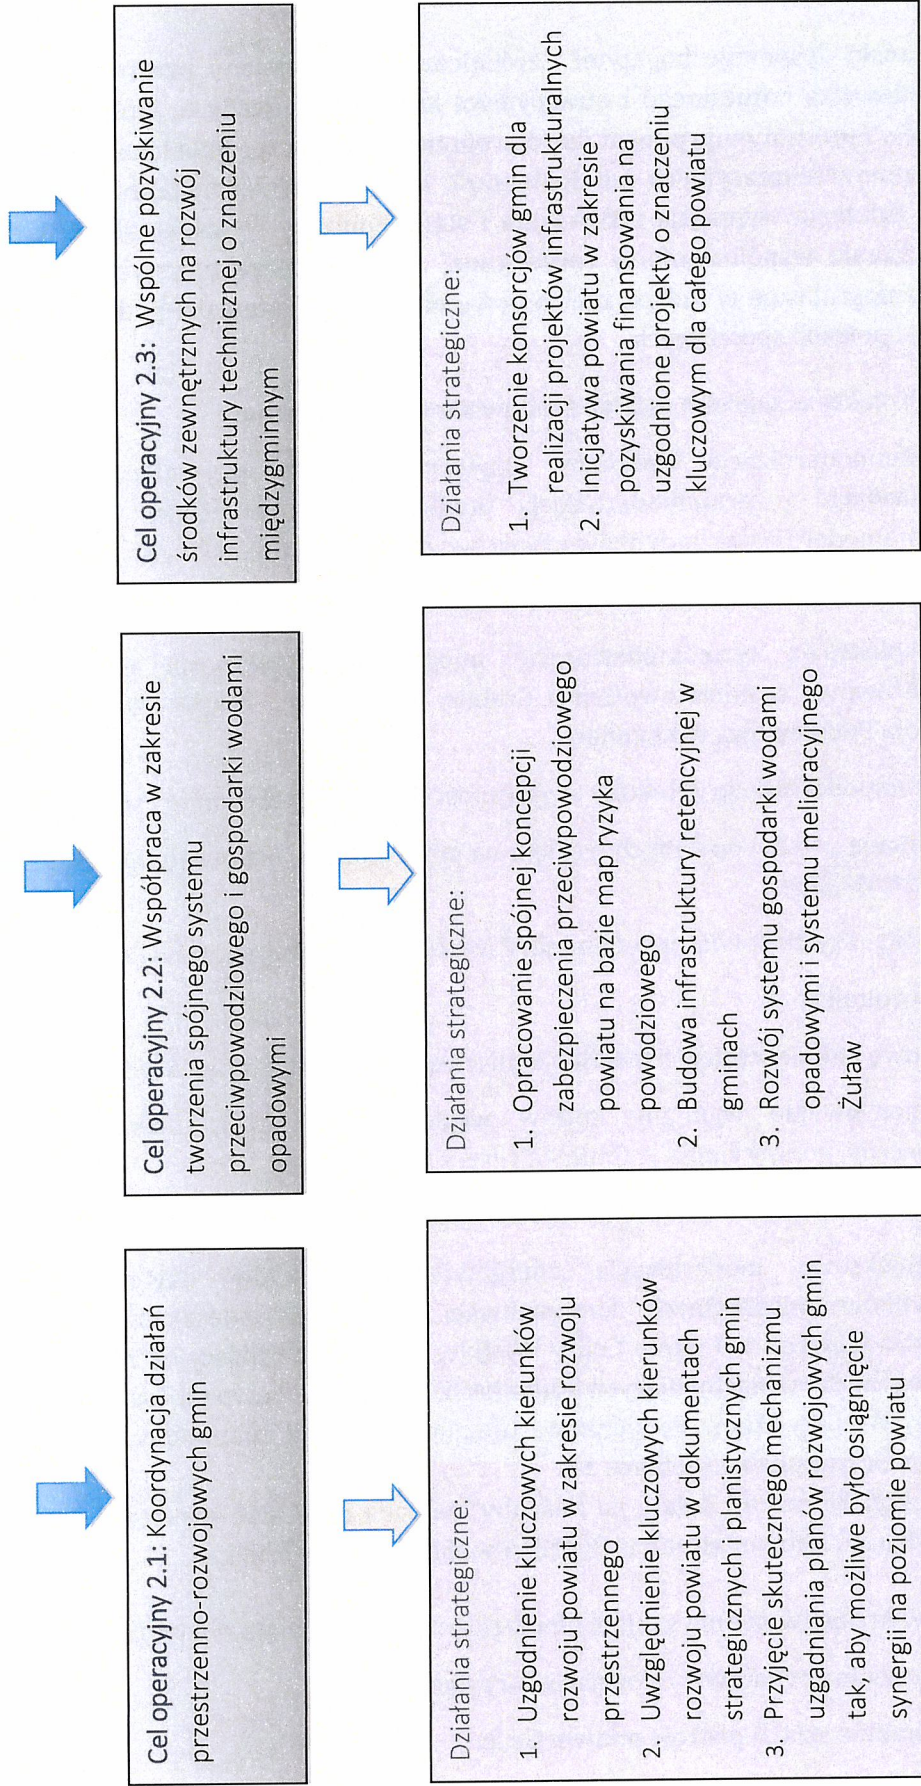 Cel operacyjny 2.1: Koordynacja działań
przestrzenno-rozwojowych gmin
Działania strategiczne:
1. Uzgodnienie kluczowych kierunków
rozwoju powiatu w zakresie rozwoju
przestrzennego
2. Uwzględnienie kluczowych kierunków
rozwoju powiatu w dokumentach
strategicznych i planistycznych gmin
3. Przyjęcie skutecznego mechanizmu
uzgadniania planów rozwojowych gmin
tak, aby możliwe było osiągnięcie
synergii na poziomie powiatu
Cel operacyjny 2.2: Współpraca w zakresie
tworzenia spójnego systemu
przeciwpowodziowego i gospodarki wodami
opadowymi
Działania strategiczne:
1. Opracowanie spójnej koncepcji
zabezpieczenia przeciwpowodziowego
powiatu na bazie map ryzyka
powodziowego
2. Budowa infrastruktury retencyjnej w
gminach
3. Rozwój systemu gospodarki wodami
opadowymi i systemu melioracyjnego
Żuław
Cel operacyjny 2.3: Wspólne pozyskiwanie
środków zewnętrznych na rozwój
infrastruktury technicznej o znaczeniu
międzygminnym
Działania strategiczne:
1. Tworzenie konsorcjów gmin dla
realizacji projektów infrastrukturalnych
2. Inicjatywa powiatu w zakresie
pozyskiwania finansowania na
uzgodnione projekty o znaczeniu
kluczowym dla całego powiatu